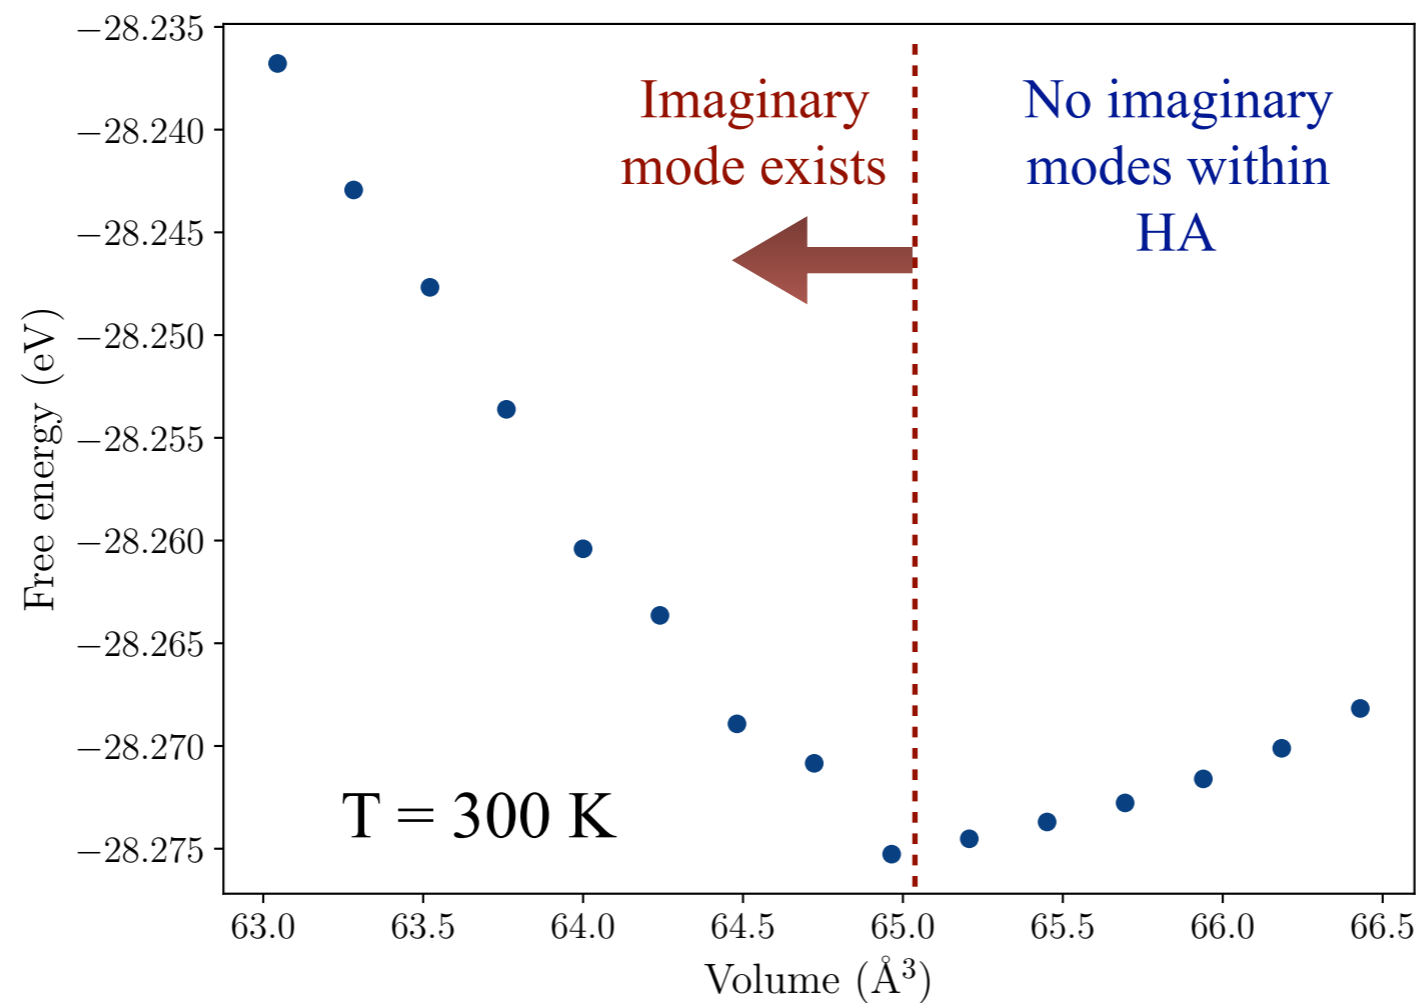 −28.235
−28.240
−28.245
−28.250
−28.255
−28.260
−28.265
−28.270
−28.275
Free energy (eV)
Imaginary
mode exists
No imaginary
modes within
HA
T = 300 K
63.0 63.5 64.0 64.5 65.0 65.5 66.0 66.5
Volume (Å³)